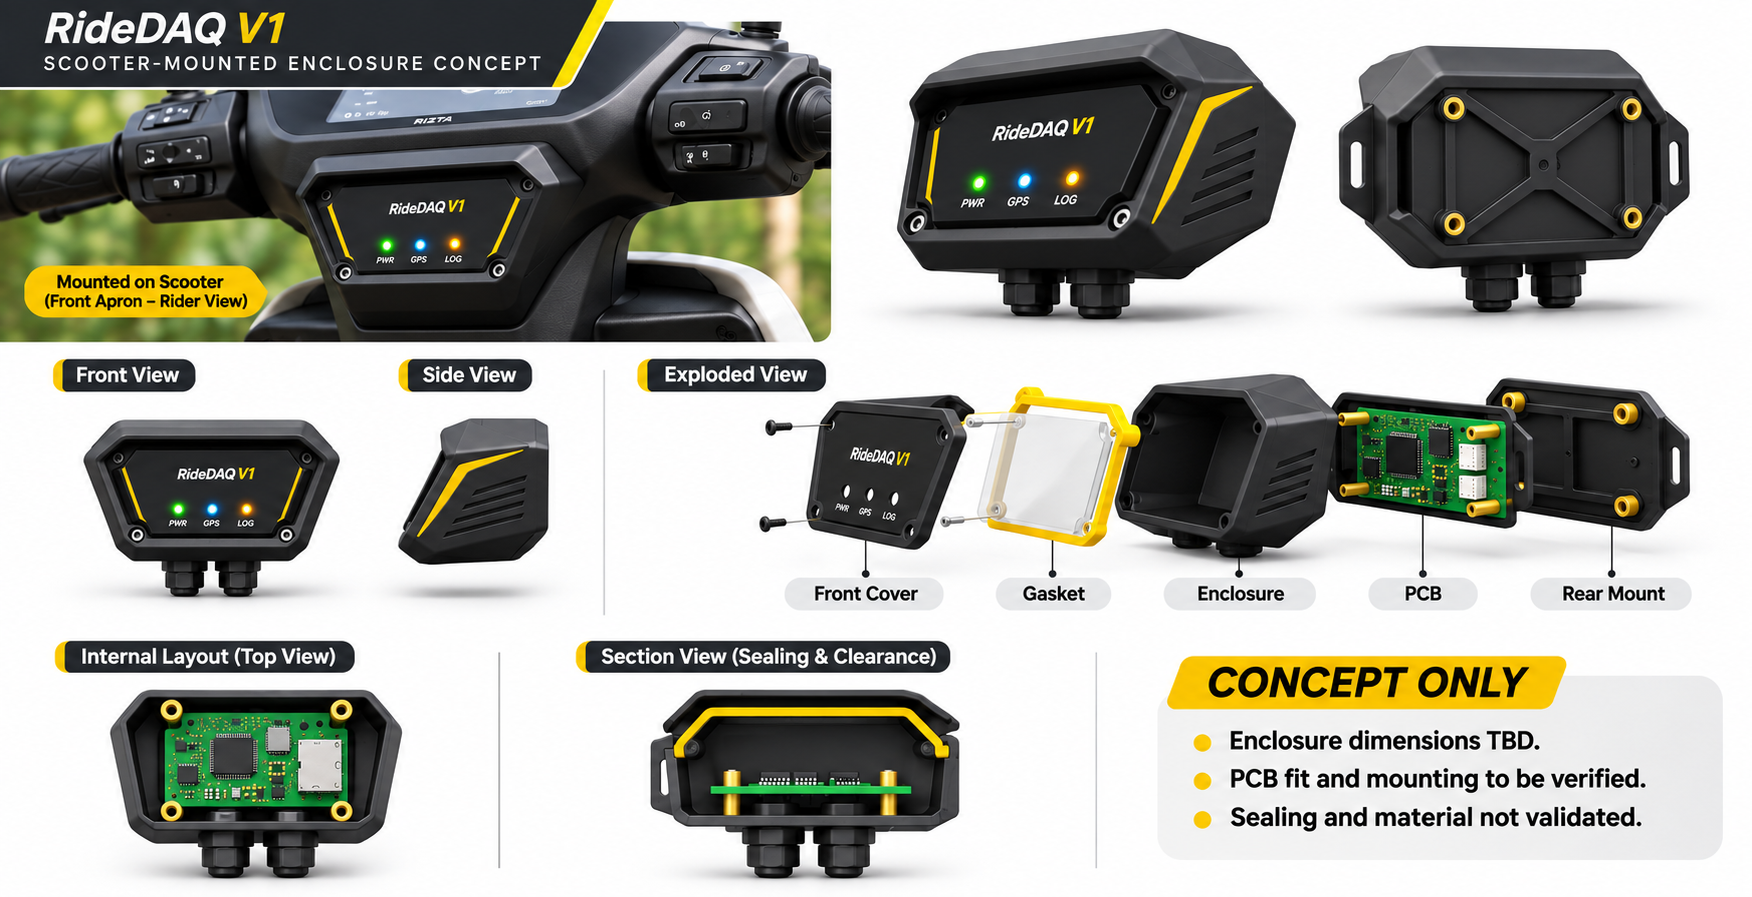 RideDAQ V1
SCOOTER-MOUNTED ENCLOSURE CONCEPT
RIZTA
RideDAQ V1
PWR GPS LOG
Mounted on Scooter
(Front Apron – Rider View)
RideDAQ V1
PWR GPS LOG
Front View
Side View
Exploded View
RideDAQ V1
PWR GPS LOG
RideDAQ V1
PWR GPS LOG
Front Cover
Gasket
Enclosure
PCB
Rear Mount
Internal Layout (Top View)
Section View (Sealing & Clearance)
CONCEPT ONLY
Enclosure dimensions TBD.
PCB fit and mounting to be verified.
Sealing and material not validated.